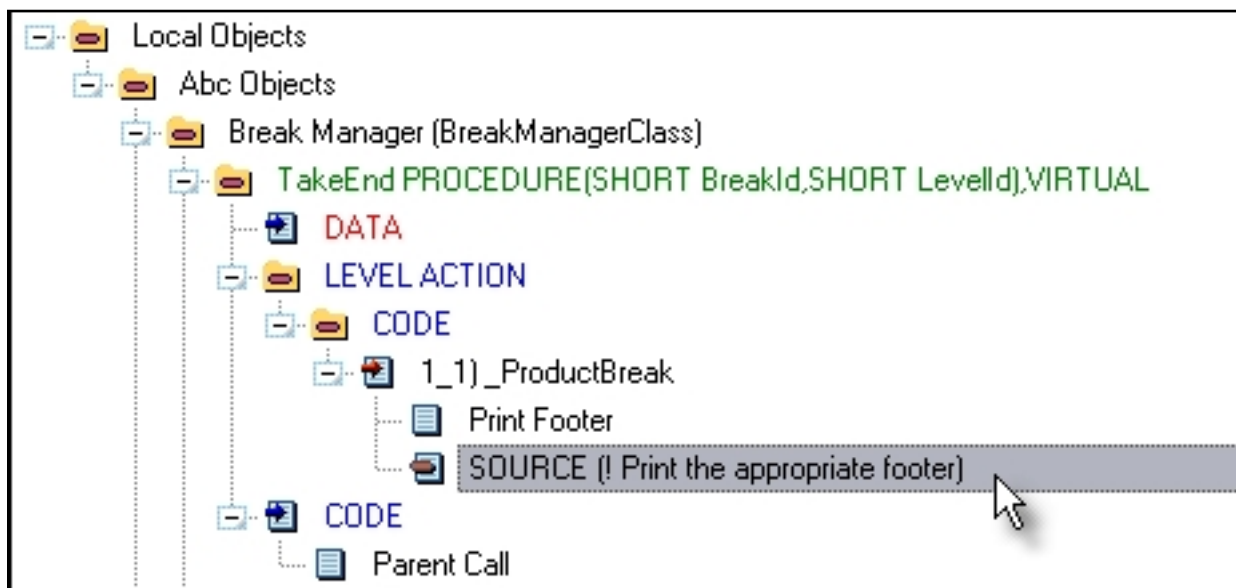 Local Objects
Abc Objects
Break Manager (BreakManagerClass)
TakeEnd PROCEDURE(SHORT BreakId,SHORT LevelId),VIRTUAL
DATA
LEVEL ACTION
CODE
1_1) _ProductBreak
Print Footer
SOURCE (! Print the appropriate footer)
CODE
Parent Call